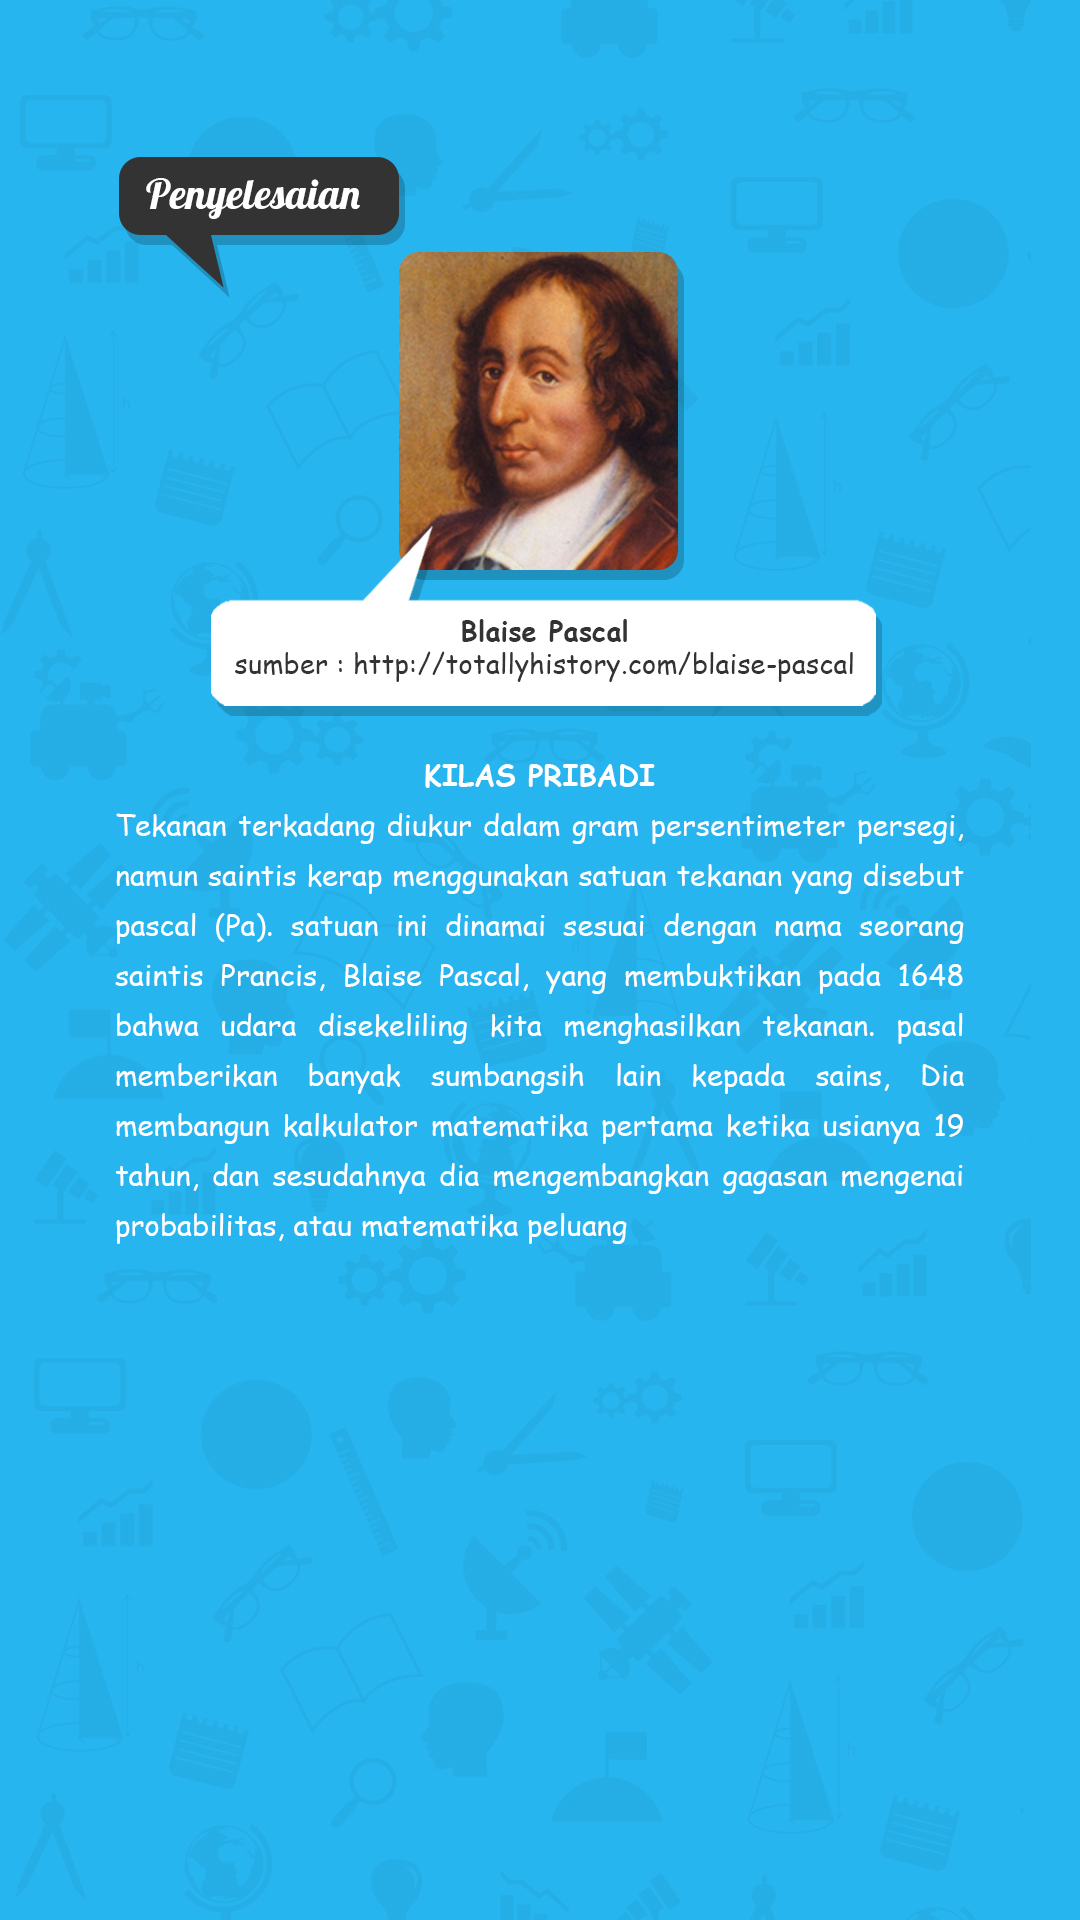 Penyelesaian
Blaise Pascal
sumber : http://totallyhistory.com/blaise-pascal
KILAS PRIBADI
Tekanan terkadang diukur dalam gram persentimeter persegi,
namun saintis kerap menggunakan satuan tekanan yang disebut
pascal (Pa). satuan ini dinamai sesuai dengan nama seorang
saintis Prancis, Blaise Pascal, yang membuktikan pada 1648
bahwa udara disekeliling kita menghasilkan tekanan. pasal
memberikan banyak sumbangsih lain kepada sains, Dia
membangun kalkulator matematika pertama ketika usianya 19
tahun, dan sesudahnya dia mengembangkan gagasan mengenai
probabilitas, atau matematika peluang